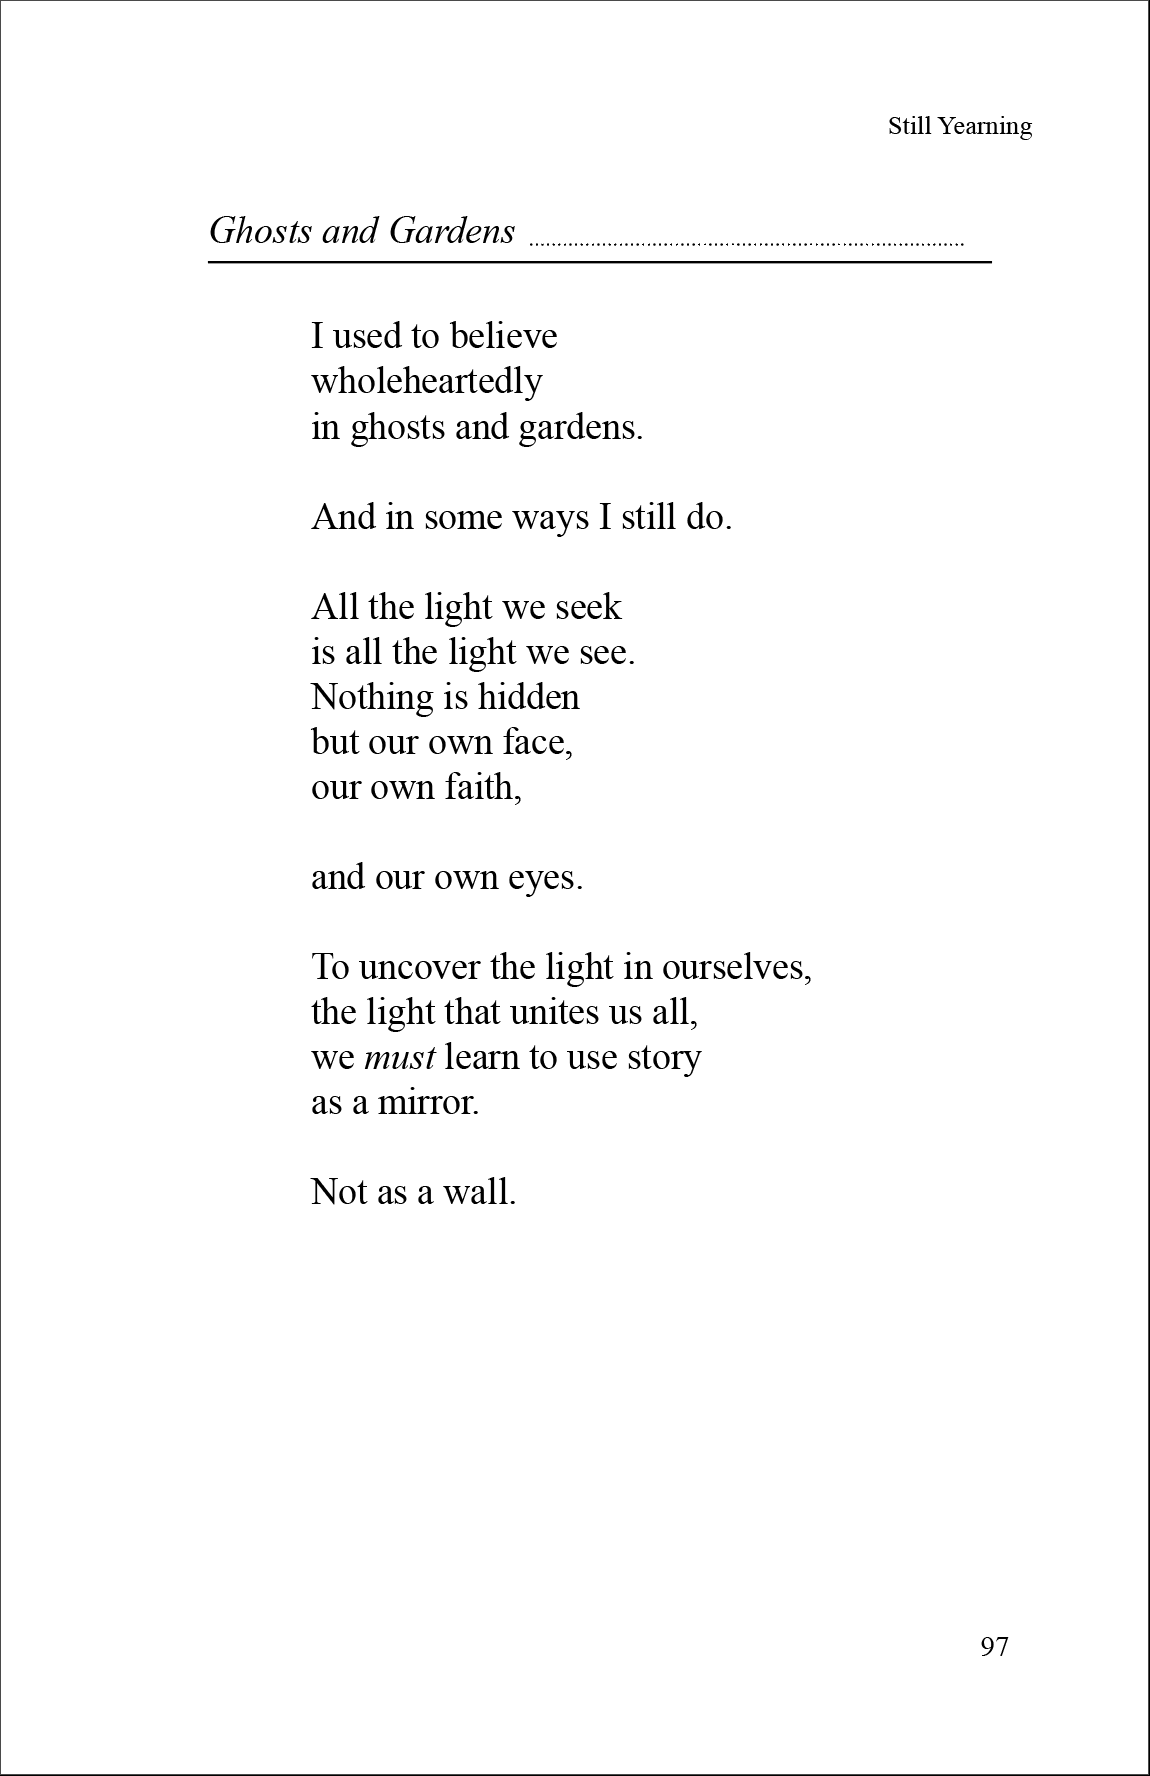 Still Yearning
Ghosts and Gardens
I used to believe
wholeheartedly
in ghosts and gardens.
And in some ways I still do.
All the light we seek
is all the light we see.
Nothing is hidden
but our own face,
our own faith,
and our own eyes.
To uncover the light in ourselves,
the light that unites us all,
we must learn to use story
as a mirror.
Not as a wall.
97